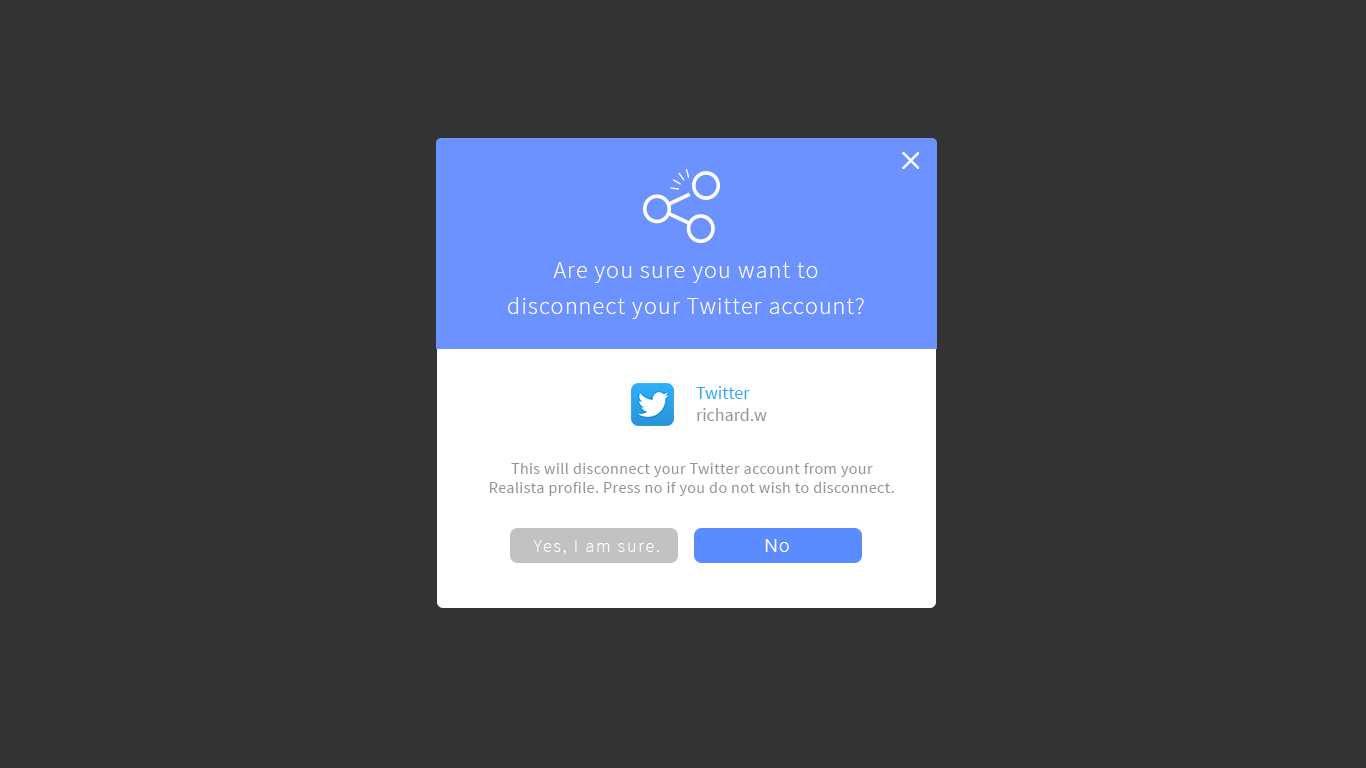 Are you sure you want to
disconnect your Twitter account?
Twitter
richard.w
This will disconnect your Twitter account from your
Realista profile. Press no if you do not wish to disconnect.
Yes, I am sure.
No